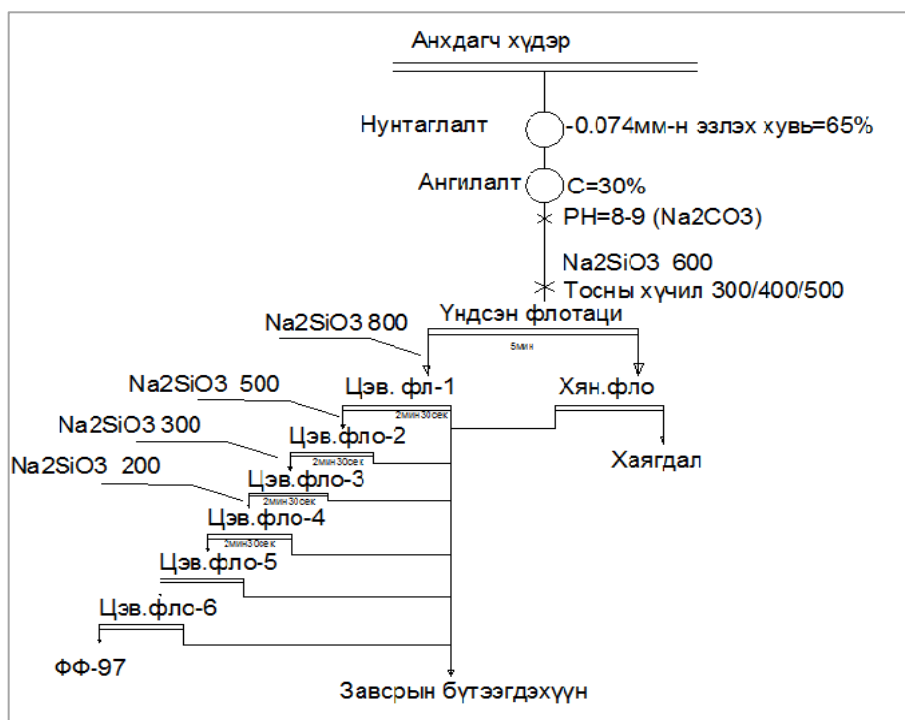 Анхдагч хүдэр
Нунтаглалт
-0.074мм-н эзлэх хувь=65%
Ангилалт
C=30%
PH=8-9 (Na2CO3)
Na2SiO3 600
Тосны хүчил 300/400/500
Үндсэн флотаци
5мин
Na2SiO3 800
Цэв. фл-1
Хян.фло
2мин30сек
Na2SiO3 500
Цэв.фло-2
2мин30сек
Хаягдал
Na2SiO3 300
Цэв.фло-3
2мин30сек
Na2SiO3 200
Цэв.фло-4
2мин30сек
Цэв.фло-5
Цэв.фло-6
ФФ-97
Завсрын бүтээгдэхүүн